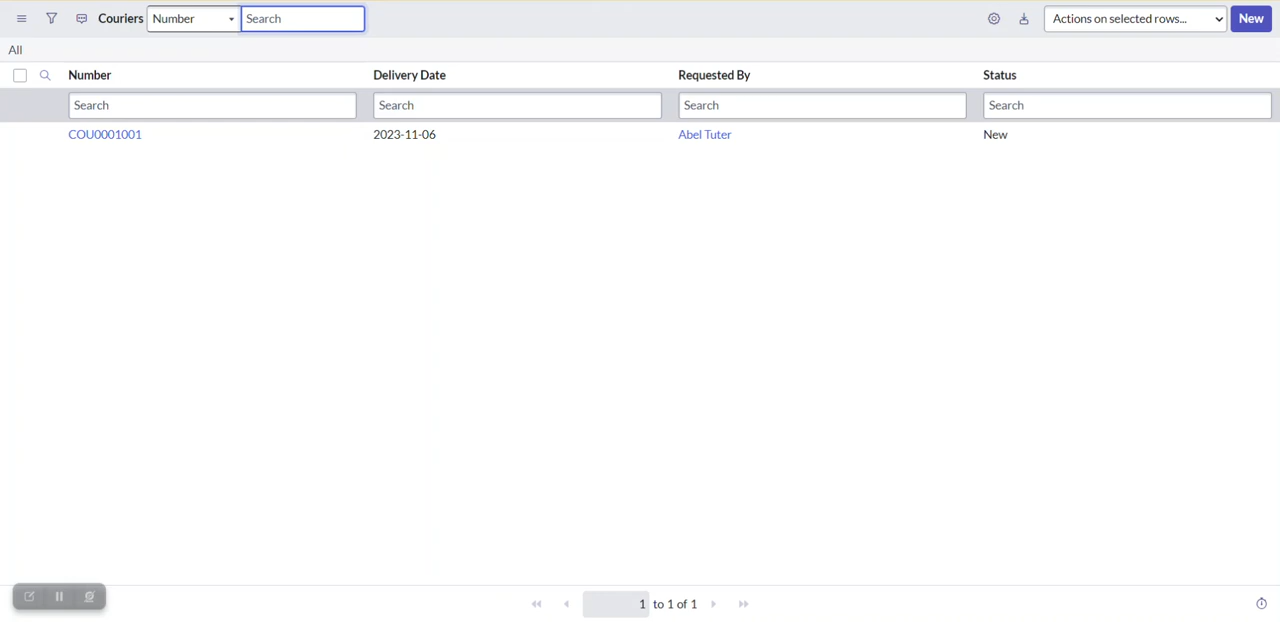 Couriers Number Search Actions on selected rows... New
All
Number Delivery Date Requested By Status
Search Search Search Search
COU0001001 2023-11-06 Abel Tuter New
1 to 1 of 1